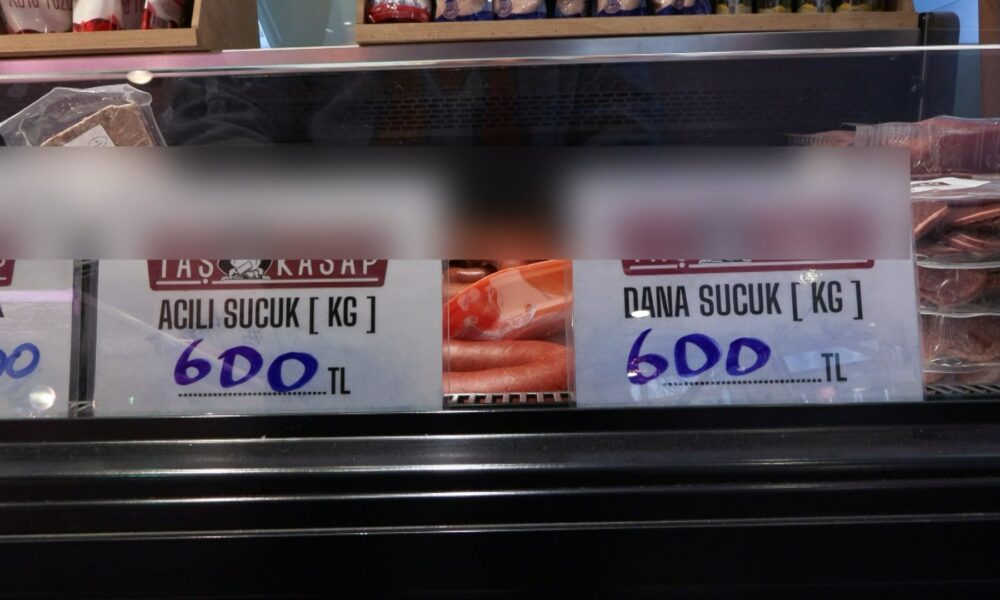 TAŞ KASAP
ACILI SUCUK [ KG ]
600 TL
DANA SUCUK [ KG ]
600 TL